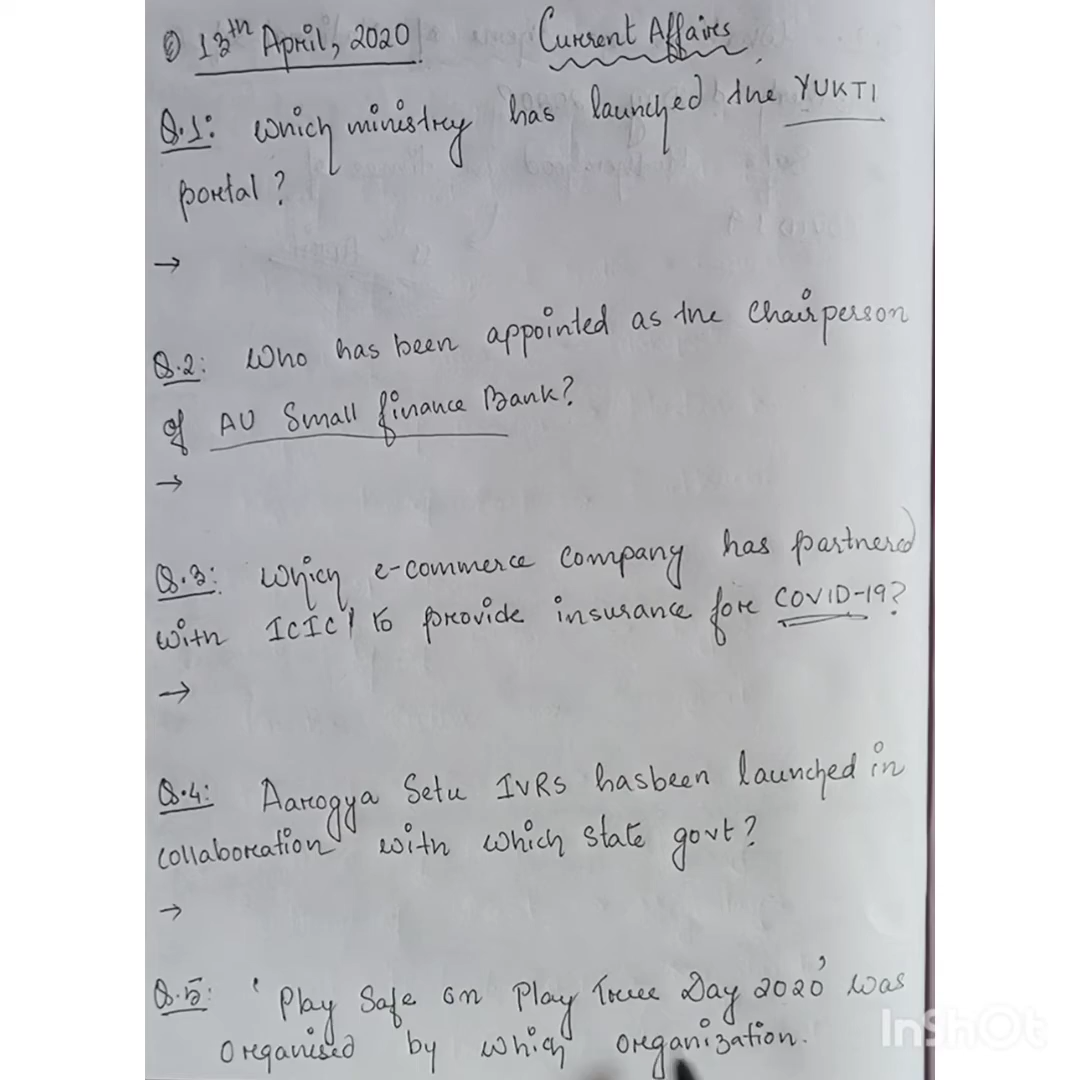 13th April, 2020 Current Affairs
Q.1: Which ministry has launched the YUKTI
portal?
→
Q.2: Who has been appointed as the Chairperson
of AU Small finance Bank?
→
Q.3: Which e-commerce company has partnered
with ICICI to provide insurance for COVID-19?
→
Q.4: Aarogya Setu IVRS hasbeen launched in
collaboration with which state govt?
→
Q.5: 'Play Safe on Play True Day 2020' was
organised by which organization.
InShOt